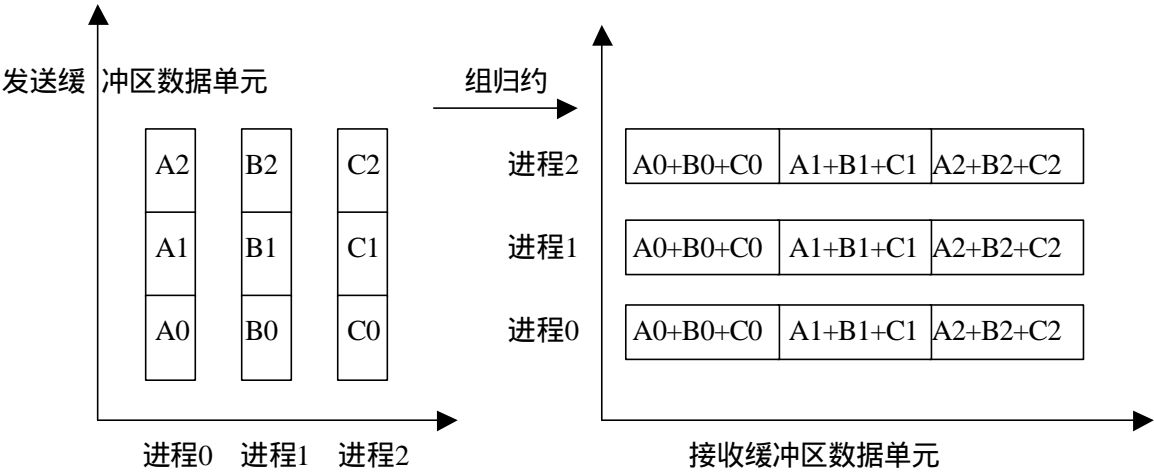 发送缓 冲区数据单元
组归约
A2 B2 C2
进程2 A0+B0+C0 A1+B1+C1 A2+B2+C2
A1 B1 C1
进程1 A0+B0+C0 A1+B1+C1 A2+B2+C2
A0 B0 C0
进程0 A0+B0+C0 A1+B1+C1 A2+B2+C2
进程0 进程1 进程2
接收缓冲区数据单元